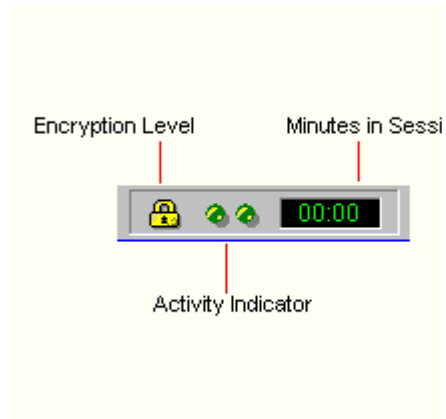 Encryption Level
Minutes in Sessi
00:00
Activity Indicator